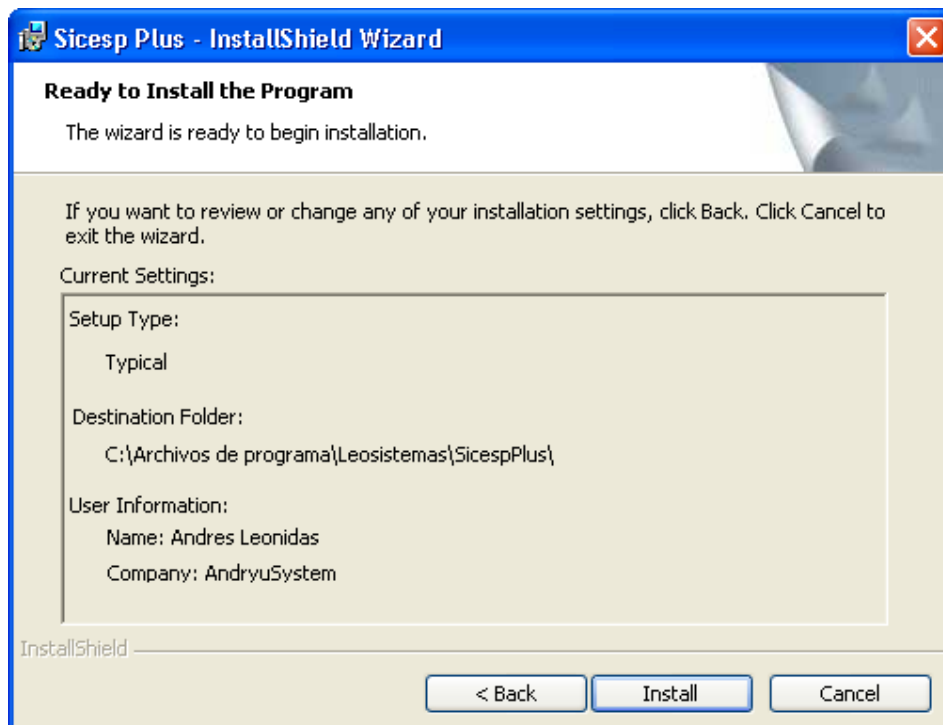 Sicesp Plus - InstallShield Wizard
Ready to Install the Program
The wizard is ready to begin installation.
If you want to review or change any of your installation settings, click Back. Click Cancel to
exit the wizard.
Current Settings:
Setup Type:
Typical
Destination Folder:
C:\Archivos de programa\Leosistemas\SicespPlus\
User Information:
Name: Andres Leonidas
Company: AndryuSystem
InstallShield
< Back
Install
Cancel